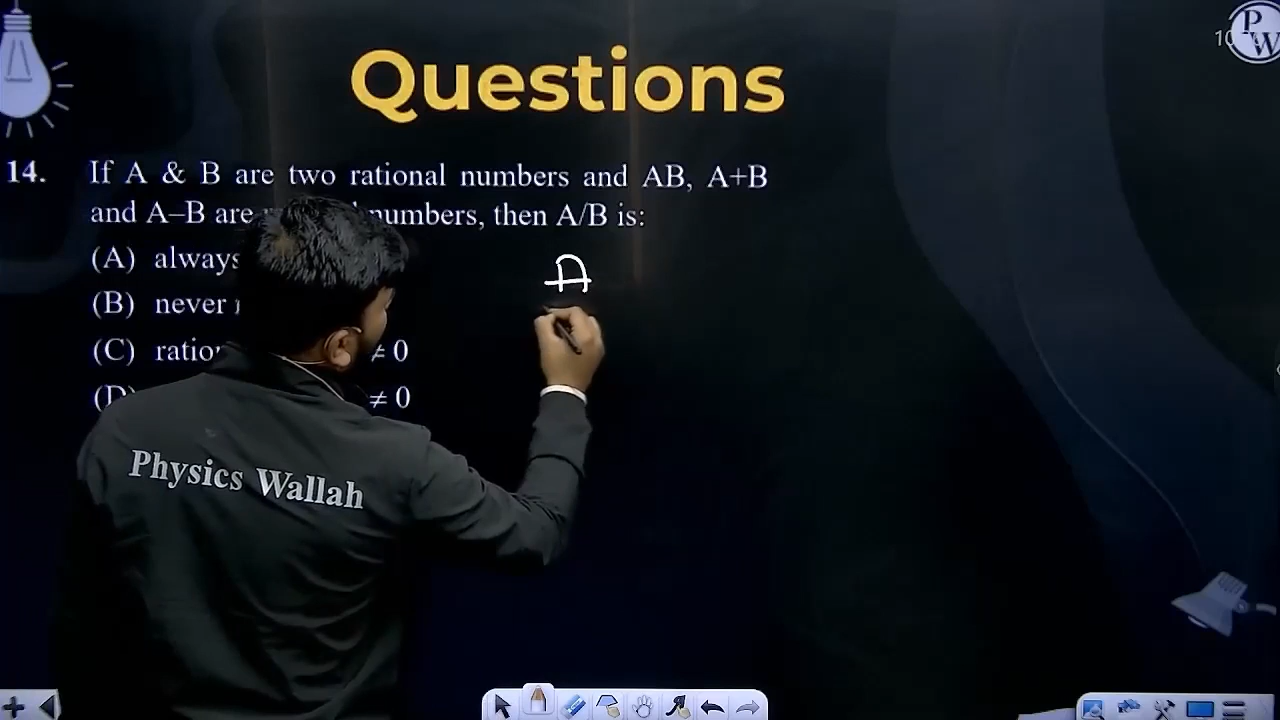 Questions
14. If A & B are two rational numbers and AB, A+B
and A–B are numbers, then A/B is:
(A) always
(B) never
(C) ≠ 0
(D) ≠ 0
A
Physics Wallah
PW